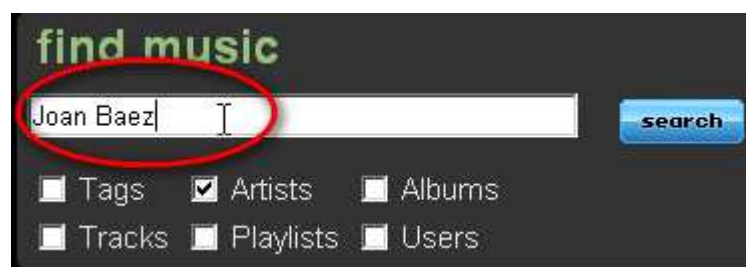 find music
Joan Baez
search
Tags Artists Albums
Tracks Playlists Users